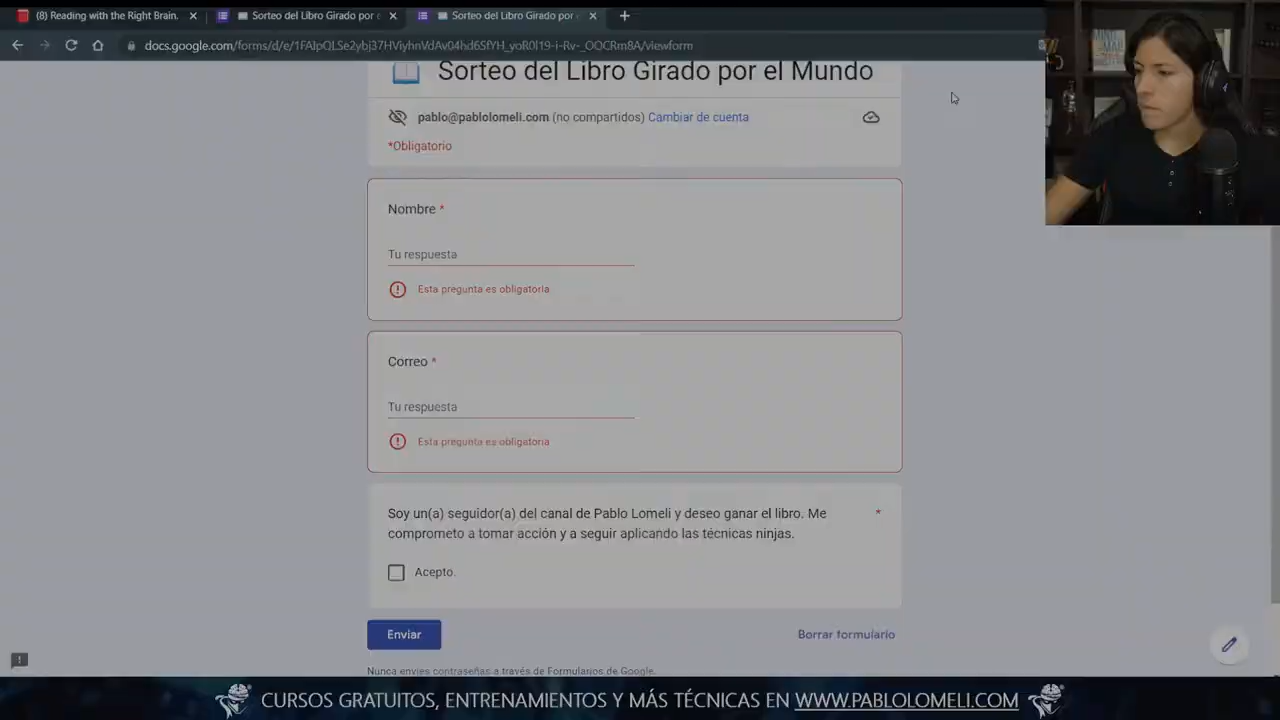 (8) Reading with the Right Brain.
Sorteo del Libro Girado por
Sorteo del Libro Girado por
docs.google.com/forms/d/e/1FAIpQLSe2ybj37HViyhnVdAv04hd6SfYH_yoR0l19-i-Rv-_OOCRm8A/viewform
Sorteo del Libro Girado por el Mundo
pablo@pablolomeli.com (no compartidos) Cambiar de cuenta
*Obligatorio
Nombre *
Tu respuesta
Esta pregunta es obligatoria
Correo *
Tu respuesta
Esta pregunta es obligatoria
Soy un(a) seguidor(a) del canal de Pablo Lomeli y deseo ganar el libro. Me *
comprometo a tomar acción y a seguir aplicando las técnicas ninjas.
Acepto.
Enviar
Borrar formulario
Nunca envíes contraseñas a través de Formularios de Google.
CURSOS GRATUITOS, ENTRENAMIENTOS Y MÁS TÉCNICAS EN WWW.PABLOLOMELI.COM